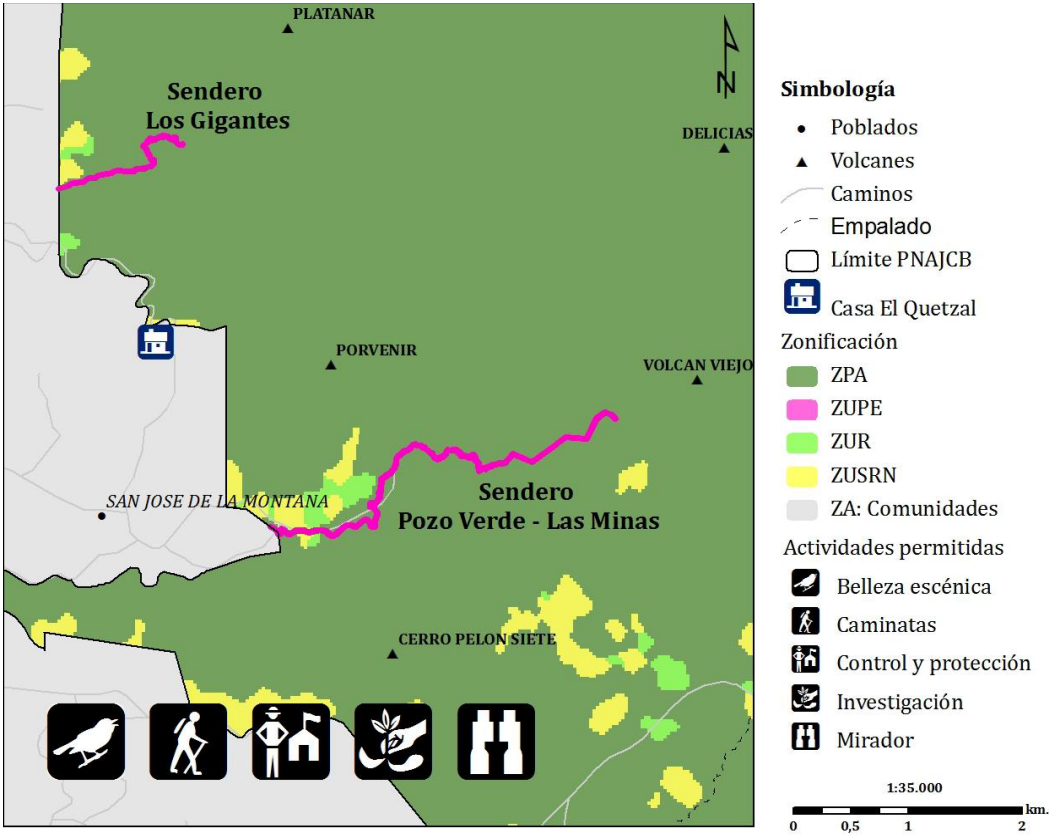 PLATANAR
Sendero
Los Gigantes
DELICIAS
N
PORVENIR
VOLCAN VIEJO
SAN JOSE DE LA MONTANA
Sendero
Pozo Verde - Las Minas
CERRO PELON SIETE
Simbología
Poblados
Volcanes
Caminos
Empalado
Límite PNAJCB
Casa El Quetzal
Zonificación
ZPA
ZUPE
ZUR
ZUSRN
ZA: Comunidades
Actividades permitidas
Belleza escénica
Caminatas
Control y protección
Investigación
Mirador
1:35.000
km.
0 0,5 1 2